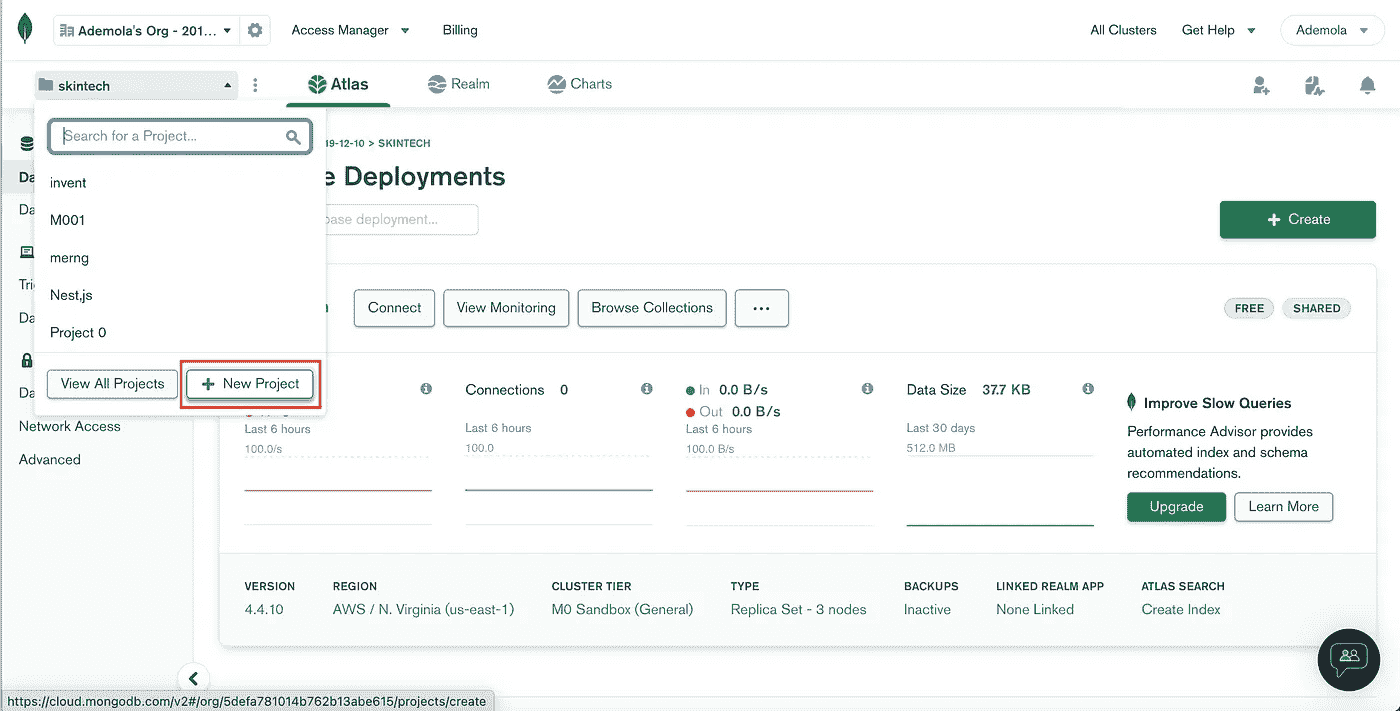 Ademola's Org - 201...
Access Manager
Billing
All Clusters
Get Help
Ademola
skintech
Atlas
Realm
Charts
Search for a Project...
invent
M001
merng
Nest,js
Project 0
View All Projects
+ New Project
19-12-10 > SKINTECH
e Deployments
base deployment...
+ Create
Da
Da
Tri
Da
Da
Network Access
Advanced
Connect
View Monitoring
Browse Collections
...
FREE
SHARED
Last 6 hours
100.0/s
Connections 0
Last 6 hours
100.0
In 0.0 B/s
Out 0.0 B/s
Last 6 hours
100.0 B/s
Data Size 37.7 KB
Last 30 days
512.0 MB
Improve Slow Queries
Performance Advisor provides
automated index and schema
recommendations.
Upgrade
Learn More
VERSION
4.4.10
REGION
AWS / N. Virginia (us-east-1)
CLUSTER TIER
M0 Sandbox (General)
TYPE
Replica Set - 3 nodes
BACKUPS
Inactive
LINKED REALM APP
None Linked
ATLAS SEARCH
Create Index
https://cloud.mongodb.com/v2#/org/5defa781014b762b13abe615/projects/create